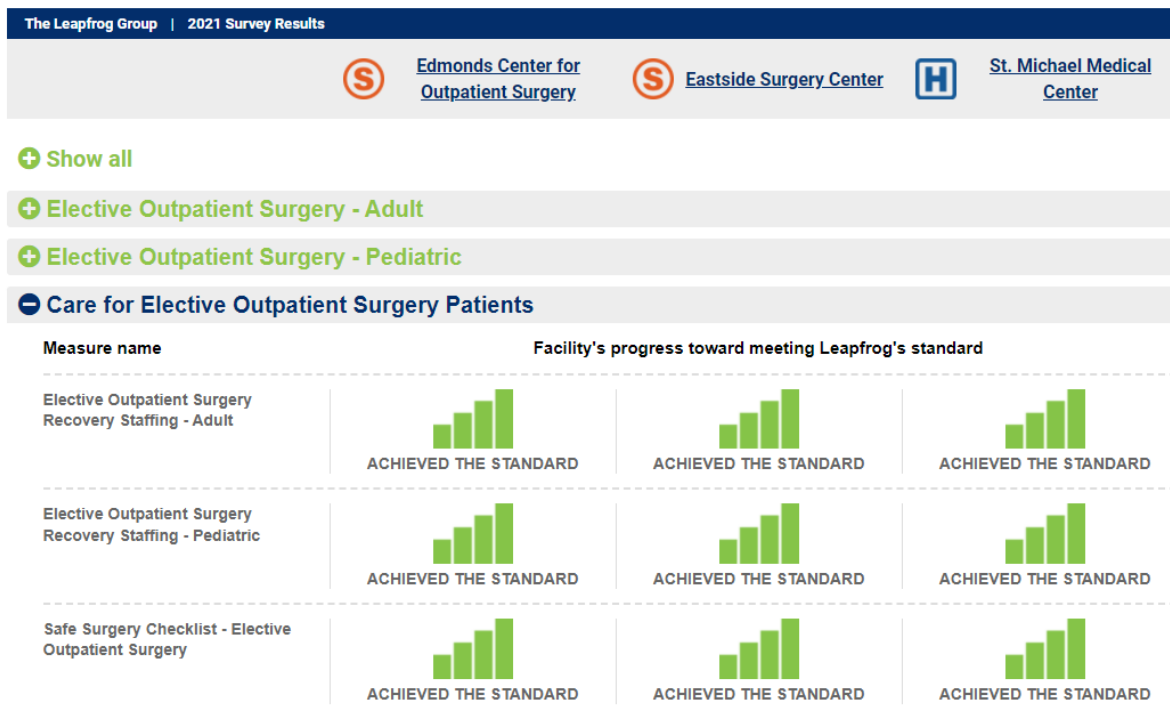 The Leapfrog Group | 2021 Survey Results
S Edmonds Center for
Outpatient Surgery
S Eastside Surgery Center
H St. Michael Medical
Center
Show all
Elective Outpatient Surgery - Adult
Elective Outpatient Surgery - Pediatric
Care for Elective Outpatient Surgery Patients
Measure name Facility's progress toward meeting Leapfrog's standard
Elective Outpatient Surgery
Recovery Staffing - Adult
ACHIEVED THE STANDARD ACHIEVED THE STANDARD ACHIEVED THE STANDARD
Elective Outpatient Surgery
Recovery Staffing - Pediatric
ACHIEVED THE STANDARD ACHIEVED THE STANDARD ACHIEVED THE STANDARD
Safe Surgery Checklist - Elective
Outpatient Surgery
ACHIEVED THE STANDARD ACHIEVED THE STANDARD ACHIEVED THE STANDARD